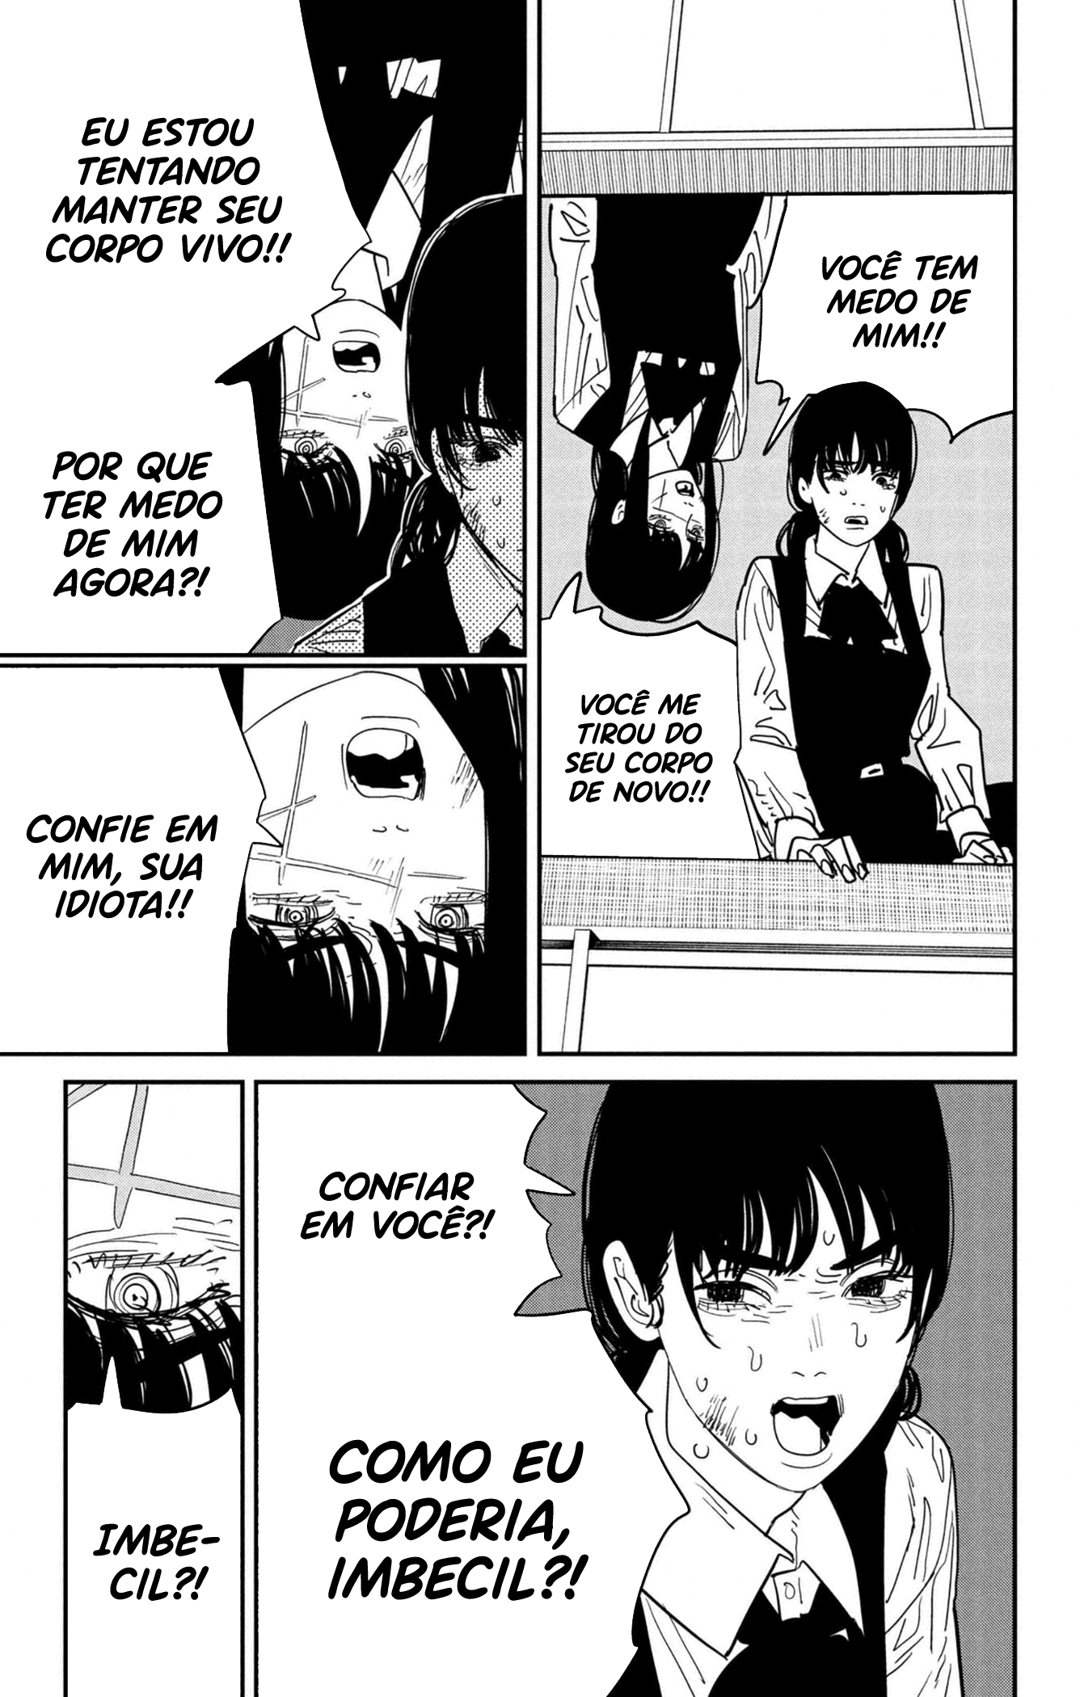 VOCÊ TEM
MEDO DE
MIM!!
VOCÊ ME
TIROU DO
SEU CORPO
DE NOVO!!
EU ESTOU
TENTANDO
MANTER SEU
CORPO VIVO!!
POR QUE
TER MEDO
DE MIM
AGORA?!
CONFIE EM
MIM, SUA
IDIOTA!!
CONFIAR
EM VOCÊ?!
COMO EU
PODERIA,
IMBECIL?!
IMBE-
CIL?!